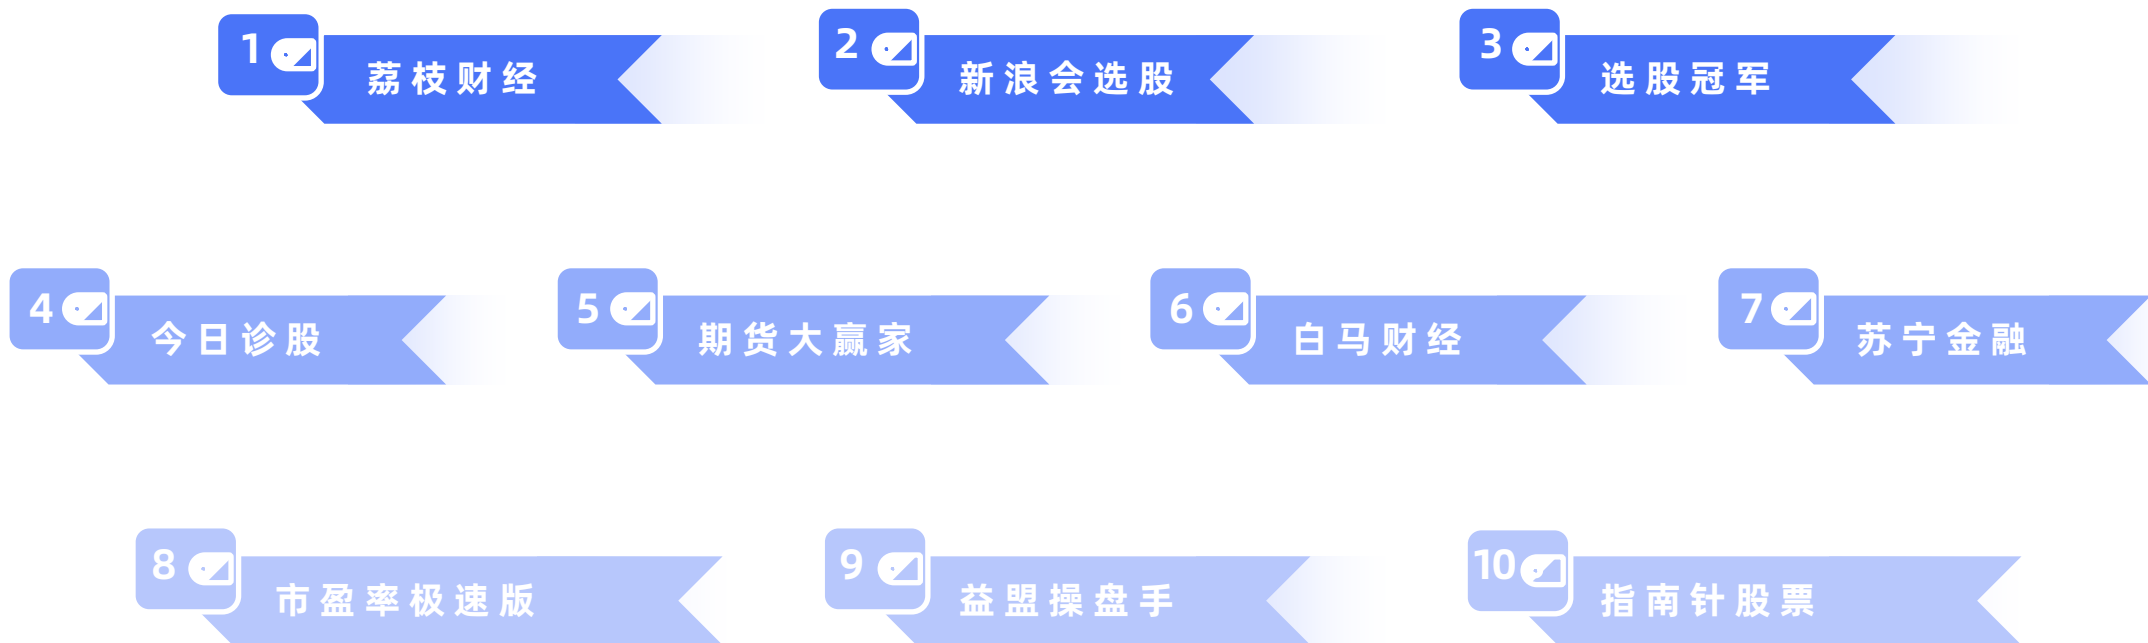 1 荔枝财经
2 新浪会选股
3 选股冠军
4 今日诊股
5 期货大赢家
6 白马财经
7 苏宁金融
8 市盈率极速版
9 益盟操盘手
10 指南针股票